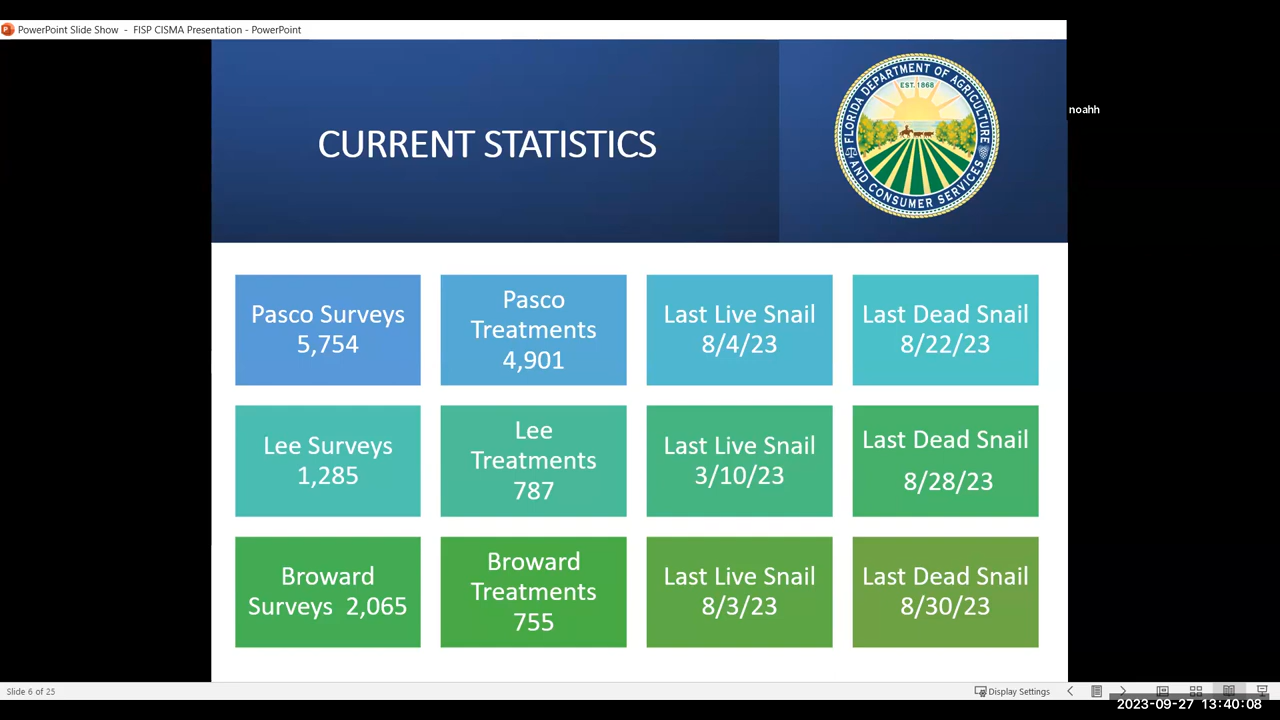 PowerPoint Slide Show - FISP CISMA Presentation - PowerPoint
noahh
CURRENT STATISTICS
FLORIDA DEPARTMENT OF AGRICULTURE
AND CONSUMER SERVICES
EST. 1868
Pasco Surveys
5,754
Pasco
Treatments
4,901
Last Live Snail
8/4/23
Last Dead Snail
8/22/23
Lee Surveys
1,285
Lee
Treatments
787
Last Live Snail
3/10/23
Last Dead Snail
8/28/23
Broward
Surveys 2,065
Broward
Treatments
755
Last Live Snail
8/3/23
Last Dead Snail
8/30/23
Slide 6 of 25
Display Settings
2023-09-27 13:40:08